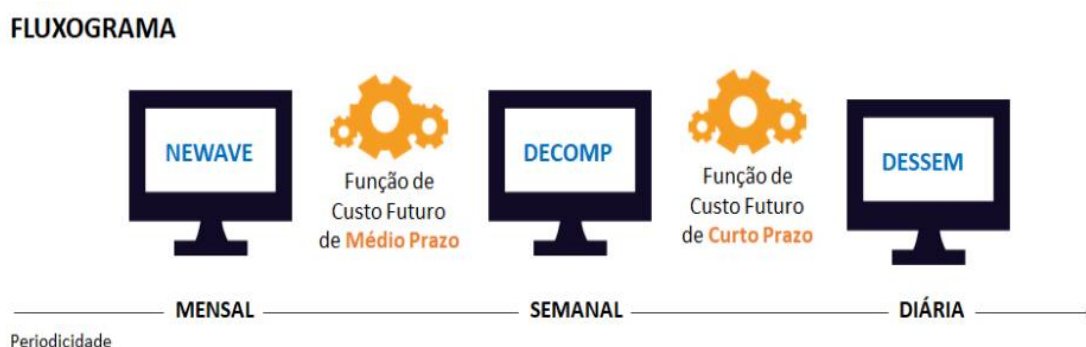 FLUXOGRAMA
NEWAVE
Função de
Custo Futuro
de Médio Prazo
DECOMP
Função de
Custo Futuro
de Curto Prazo
DESSEM
MENSAL
SEMANAL
DIÁRIA
Periodicidade